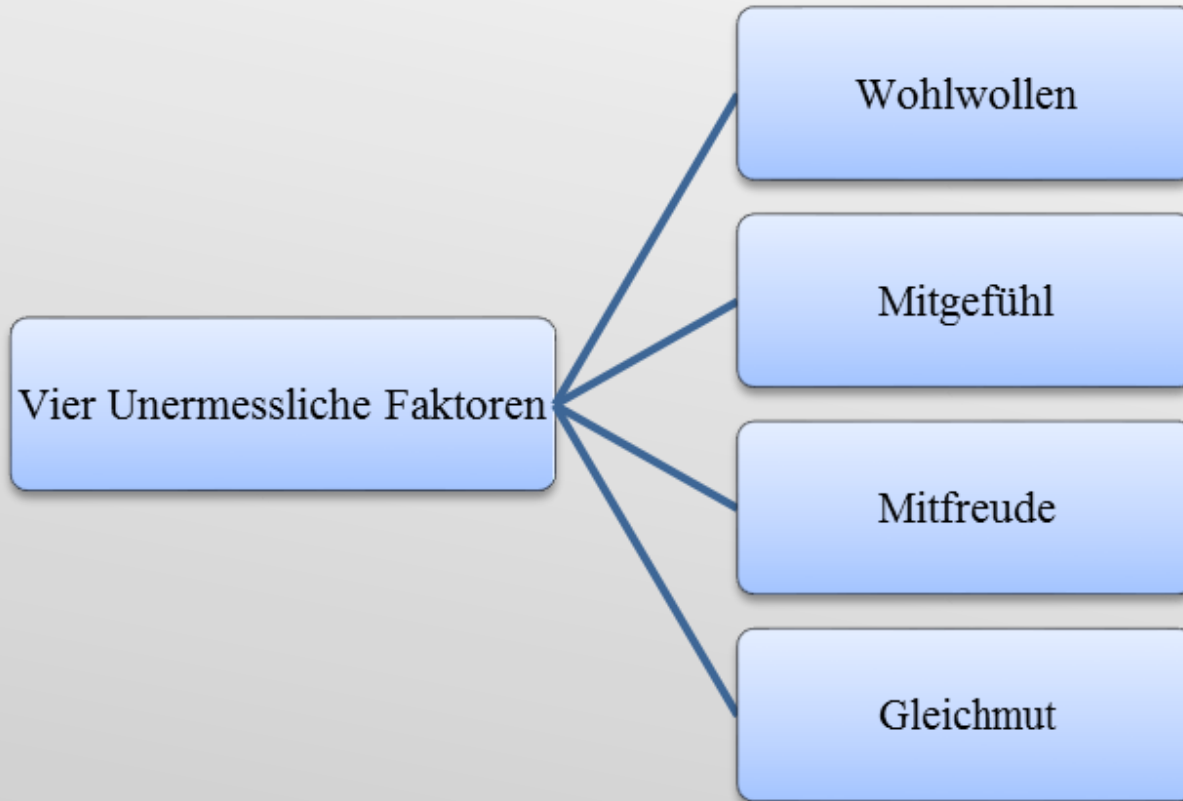 Vier Unermessliche Faktoren
Wohlwollen
Mitgefühl
Mitfreude
Gleichmut